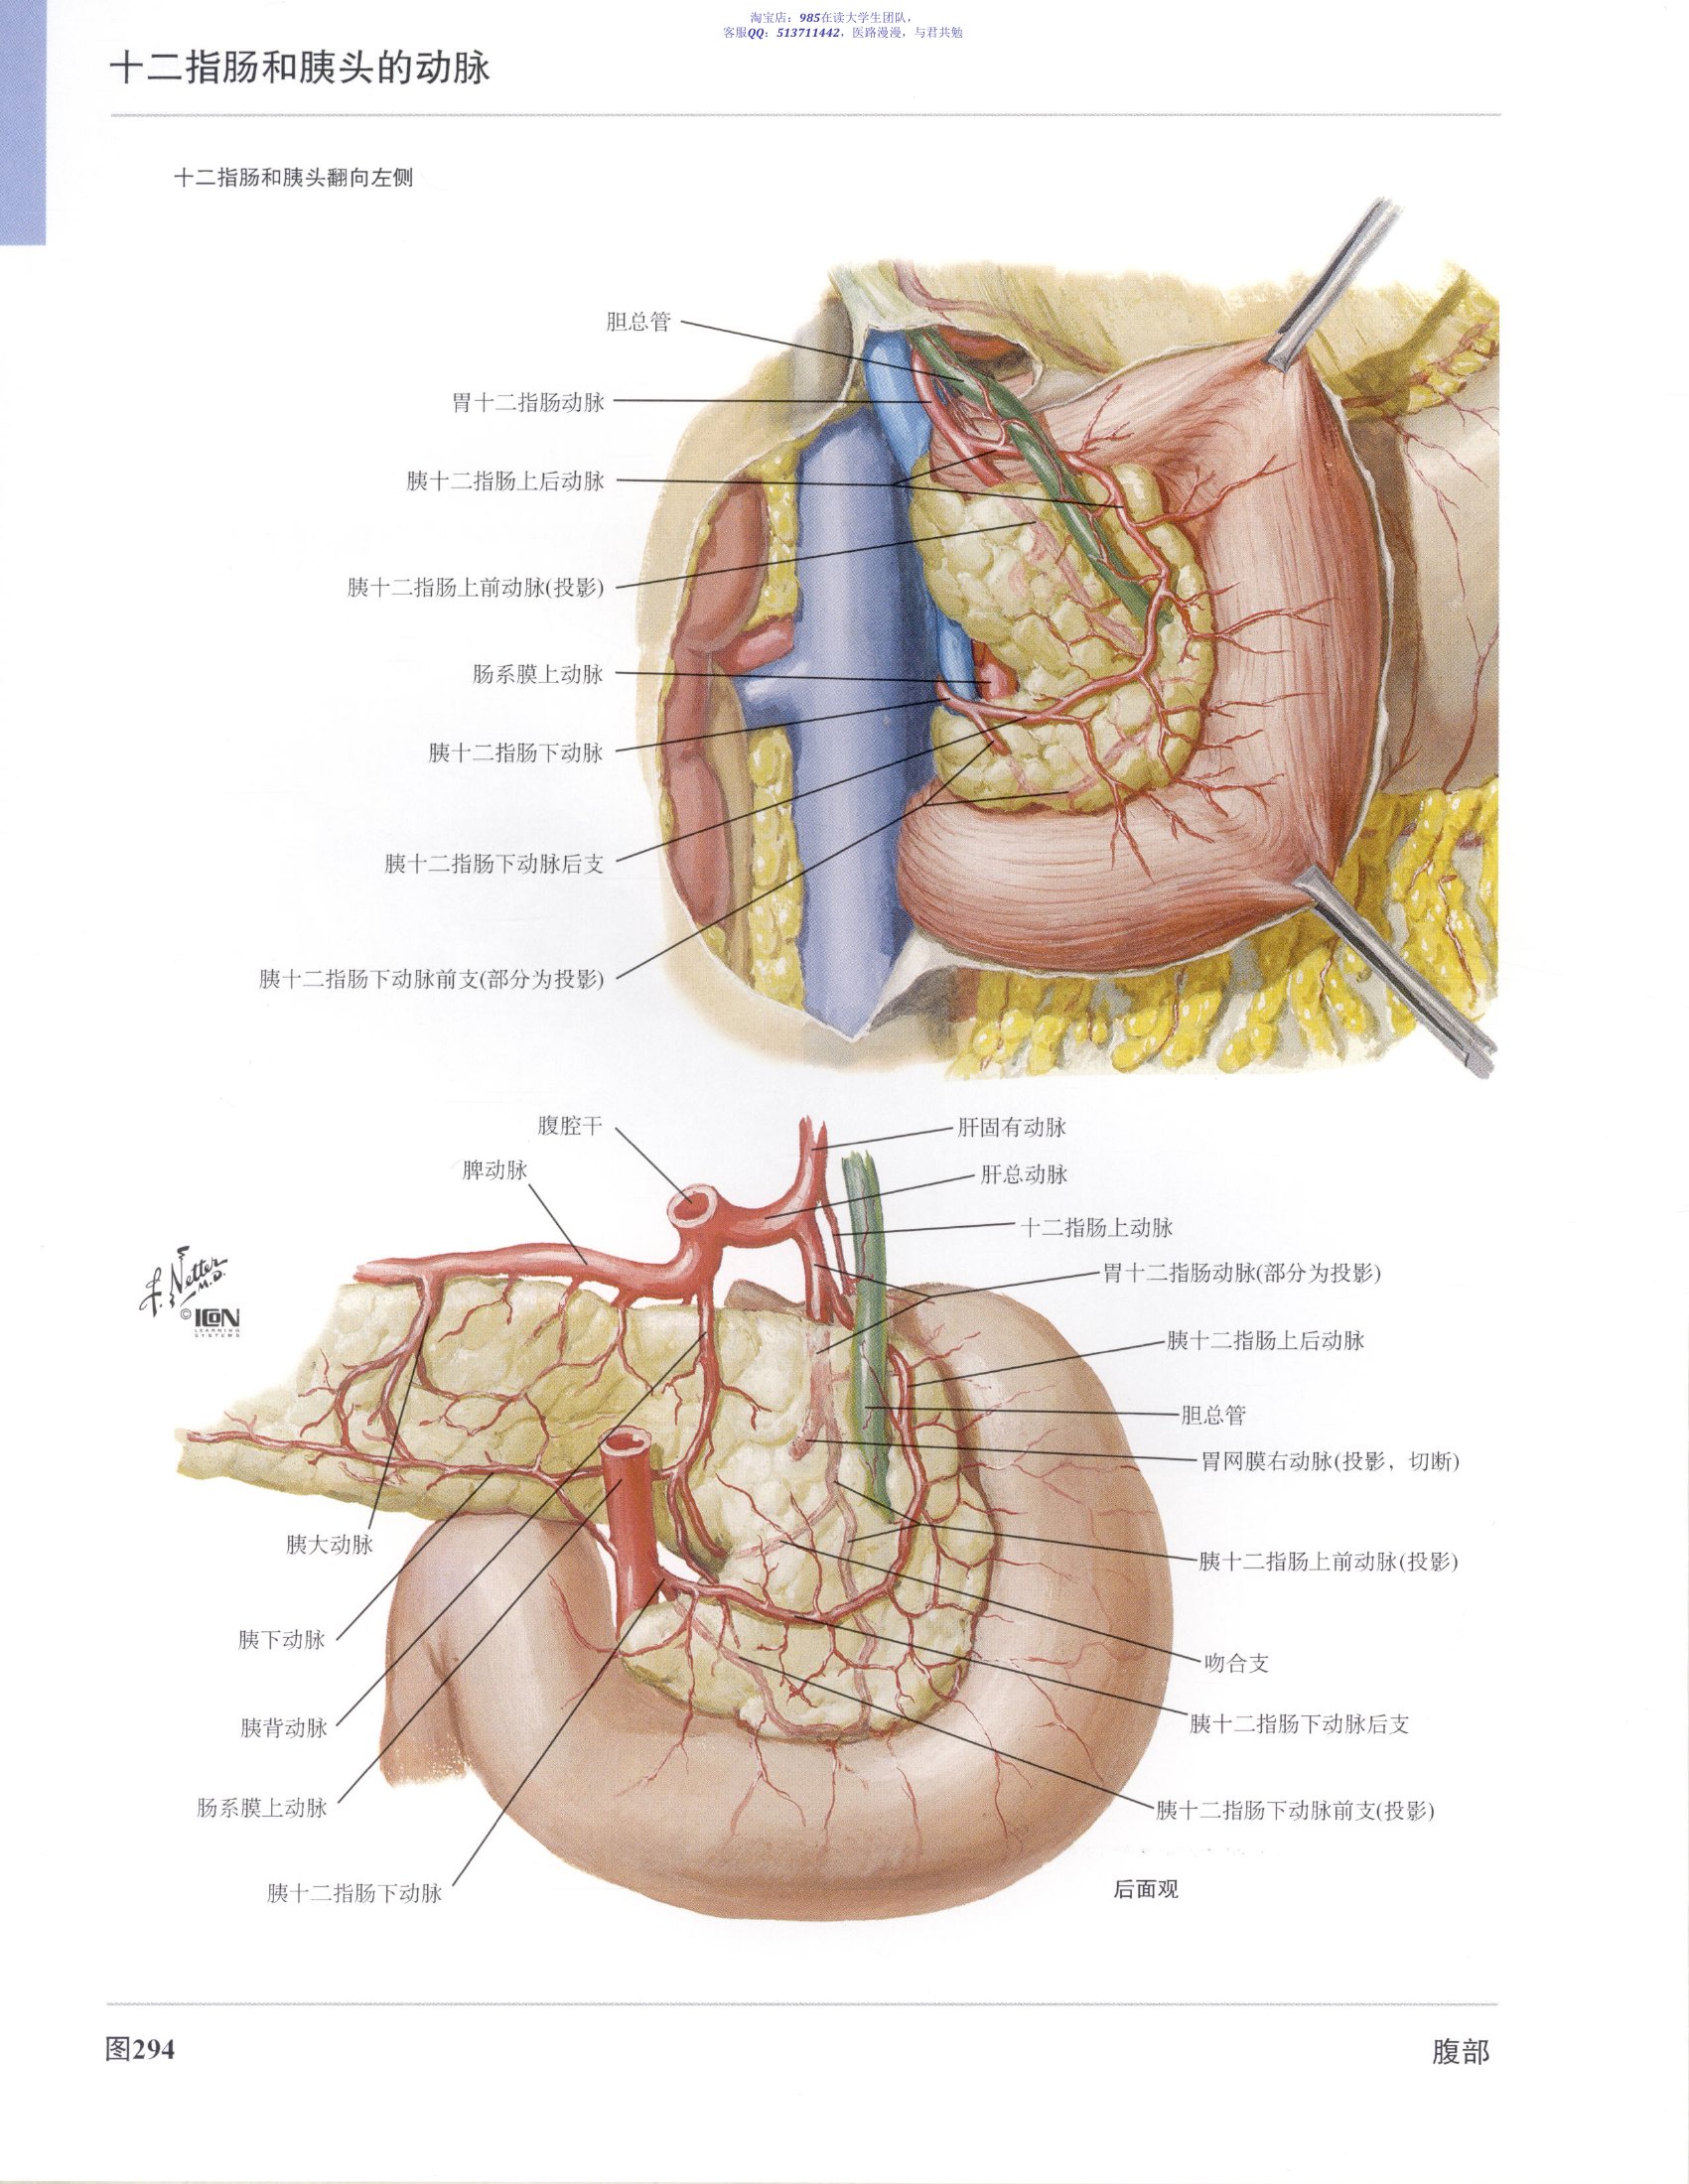 淘宝店：985在读大学生团队，
客服QQ：513711442，医路漫漫，与君共勉
十二指肠和胰头的动脉
十二指肠和胰头翻向左侧
胆总管
胃十二指肠动脉
胰十二指肠上后动脉
胰十二指肠上前动脉(投影)
肠系膜上动脉
胰十二指肠下动脉
胰十二指肠下动脉后支
胰十二指肠下动脉前支(部分为投影)
腹腔干
脾动脉
肝固有动脉
肝总动脉
十二指肠上动脉
胃十二指肠动脉(部分为投影)
胰十二指肠上后动脉
胆总管
胃网膜右动脉(投影，切断)
胰十二指肠上前动脉(投影)
吻合支
胰十二指肠下动脉后支
胰十二指肠下动脉前支(投影)
F. Netter M.D.
© ICON
LEARNING
SYSTEMS
胰大动脉
胰下动脉
胰背动脉
肠系膜上动脉
胰十二指肠下动脉
后面观
图294
腹部